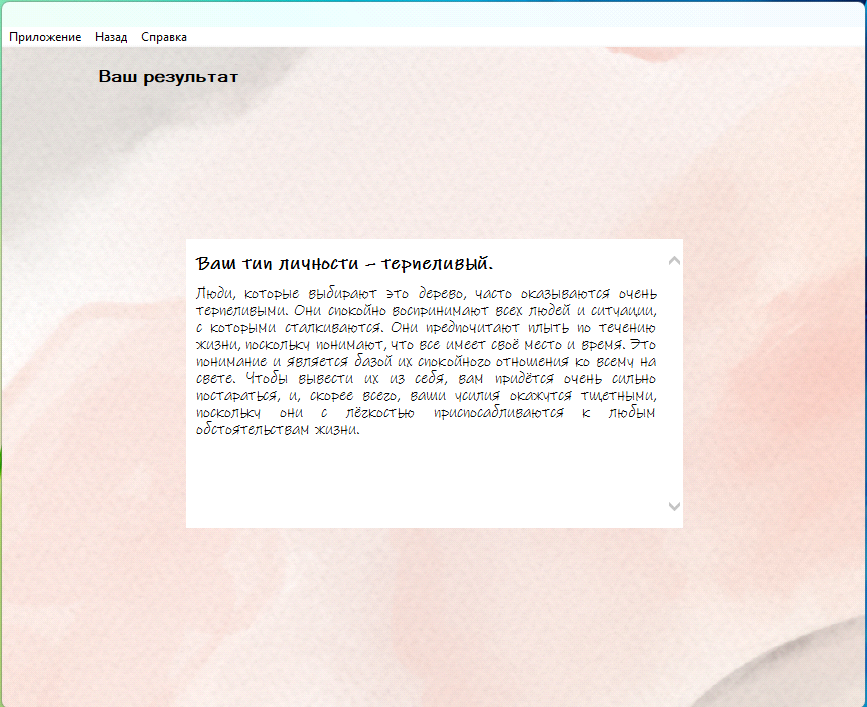 Приложение Назад Справка
Ваш результат
Ваш тип личности – терпеливый.
Люди, которые выбирают это дерево, часто оказываются очень
терпеливыми. Они спокойно воспринимают всех людей и ситуации,
с которыми сталкиваются. Они предпочитают плыть по течению
жизни, поскольку понимают, что все имеет своё место и время. Это
понимание и является базой их спокойного отношения ко всему на
свете. Чтобы вывести их из себя, вам придётся очень сильно
постараться, и, скорее всего, ваши усилия окажутся тщетными,
поскольку они с лёгкостью приспосабливаются к любым
обстоятельствам жизни.